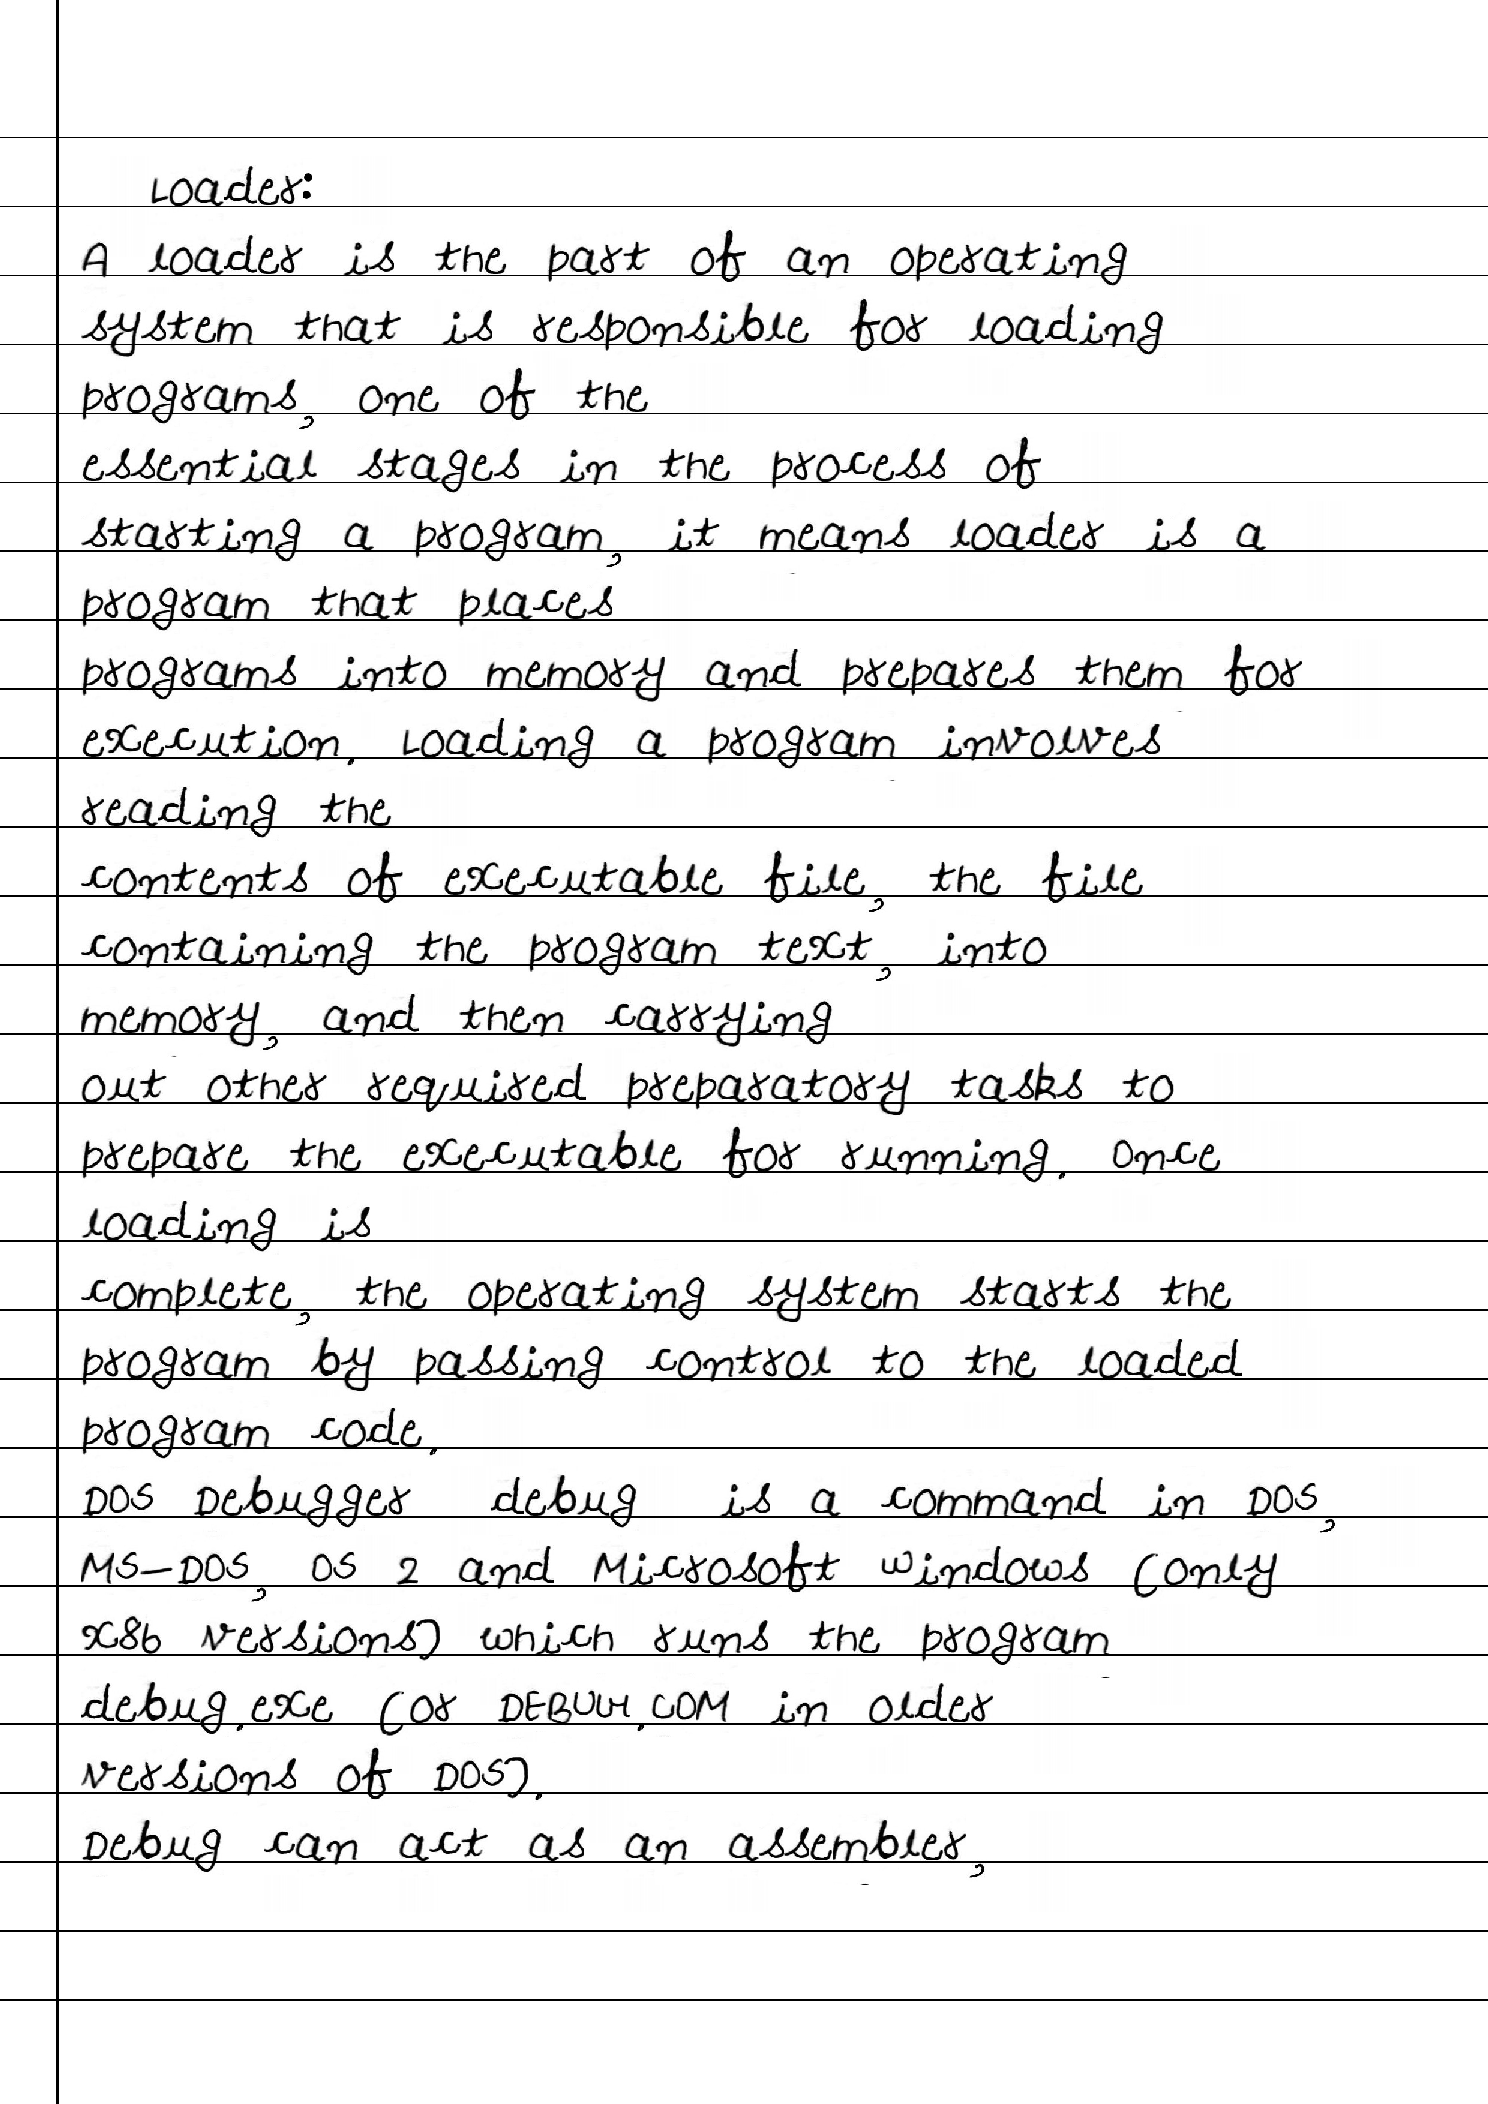 Loader:
A loader is the part of an operating
system that is responsible for loading
programs, one of the
essential stages in the process of
starting a program, it means loader is a
program that places
programs into memory and prepares them for
execution. Loading a program involves
reading the
contents of executable file, the file
containing the program text, into
memory, and then carrying
out other required preparatory tasks to
prepare the executable for running. Once
loading is
complete, the operating system starts the
program by passing control to the loaded
program code.
DOS Debugger debug is a command in DOS,
MS-DOS, OS 2 and Microsoft Windows (only
x86 versions) which runs the program
debug.exe (or DEBUG.COM in older
versions of DOS).
Debug can act as an assembler,